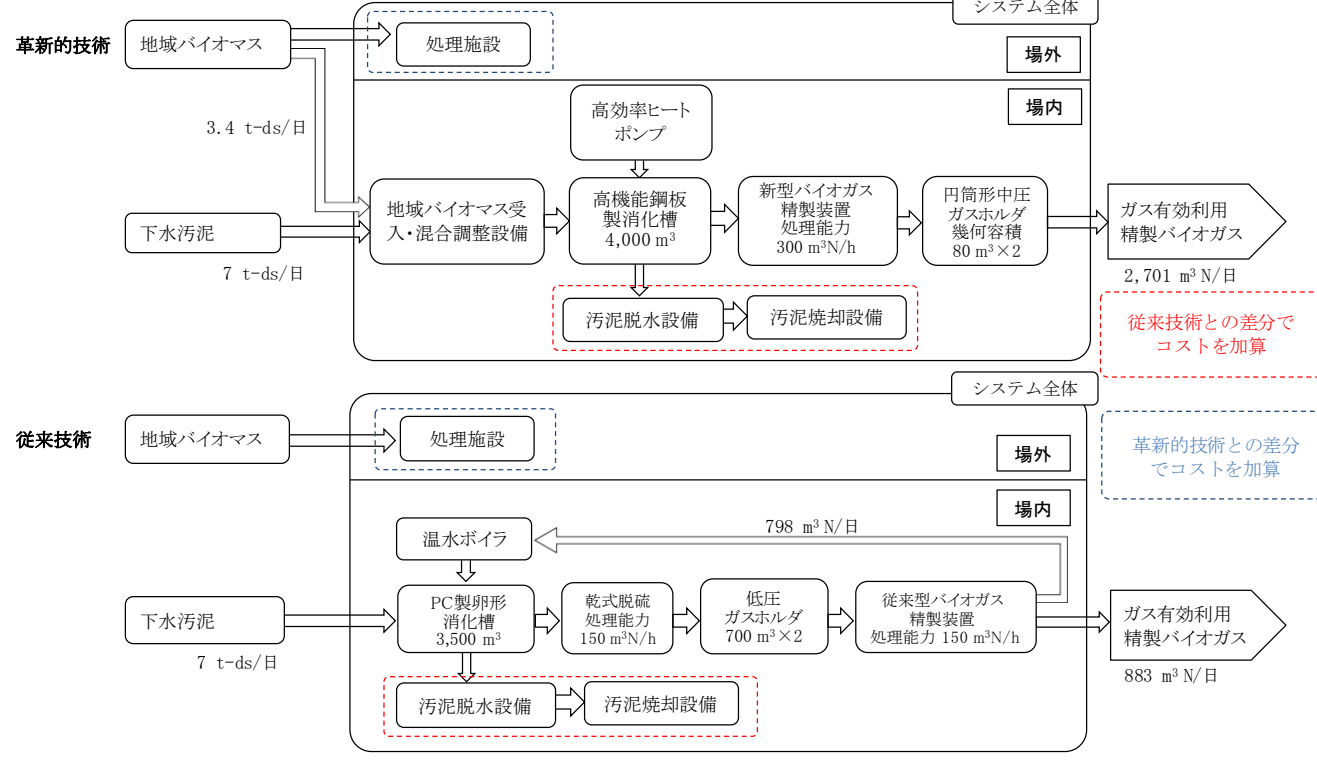 システム全体
革新的技術
地域バイオマス
処理施設
場外
場内
3.4 t-ds/日
高効率ヒート
ポンプ
下水汚泥
7 t-ds/日
地域バイオマス受
入・混合調整設備
高機能鋼板
製消化槽
4,000 m³
新型バイオガス
精製装置
処理能力
300 m³N/h
円筒形中圧
ガスホルダ
幾何容積
80 m³×2
ガス有効利用
精製バイオガス
2,701 m³ N/日
汚泥脱水設備
汚泥焼却設備
従来技術との差分で
コストを加算
システム全体
従来技術
地域バイオマス
処理施設
場外
革新的技術との差分
でコストを加算
場内
温水ボイラ
798 m³ N/日
下水汚泥
7 t-ds/日
PC製卵形
消化槽
3,500 m³
乾式脱硫
処理能力
150 m³N/h
低圧
ガスホルダ
700 m³×2
従来型バイオガス
精製装置
処理能力 150 m³N/h
ガス有効利用
精製バイオガス
883 m³ N/日
汚泥脱水設備
汚泥焼却設備